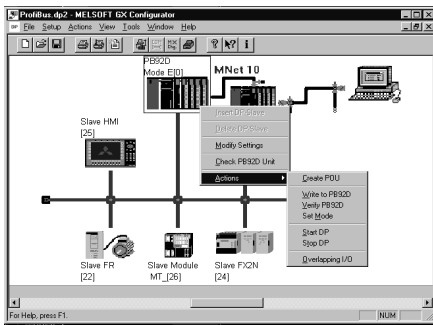 ProfiBus.dp2 - MELSOFT GX Configurator
File Setup Actions View Tools Window Help
PB92D
Mode E[0]
MNet 10
Insert DP-Slave
Delete DP-Slave
Modify Settings
Check PB92D Unit
Actions
Create POU
Write to PB92D
Verify PB92D
Set Mode
Start DP
Stop DP
Overlapping I/O
Slave HMI
[25]
Slave FR
[22]
Slave Module
MT_[26]
Slave FX2N
[24]
For Help, press F1.
NUM